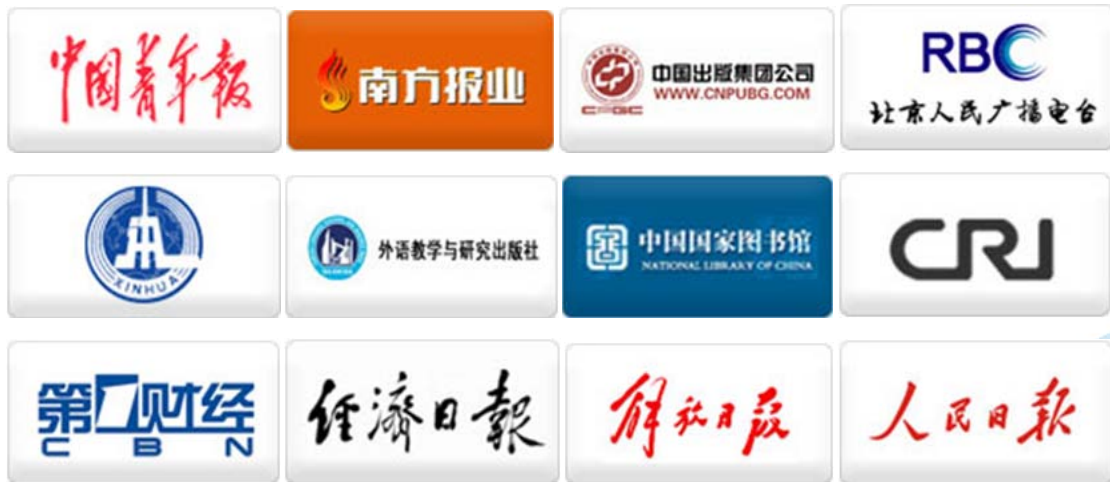 中国青年报
南方报业
中国出版集团公司
WWW.CNPUBG.COM
CPGC
RBC
北京人民广播电台
XINHUA
外语教学与研究出版社
中国国家图书馆
NATIONAL LIBRARY OF CHINA
CRI
第1财经
CBN
经濟日報
解放日报
人民日报